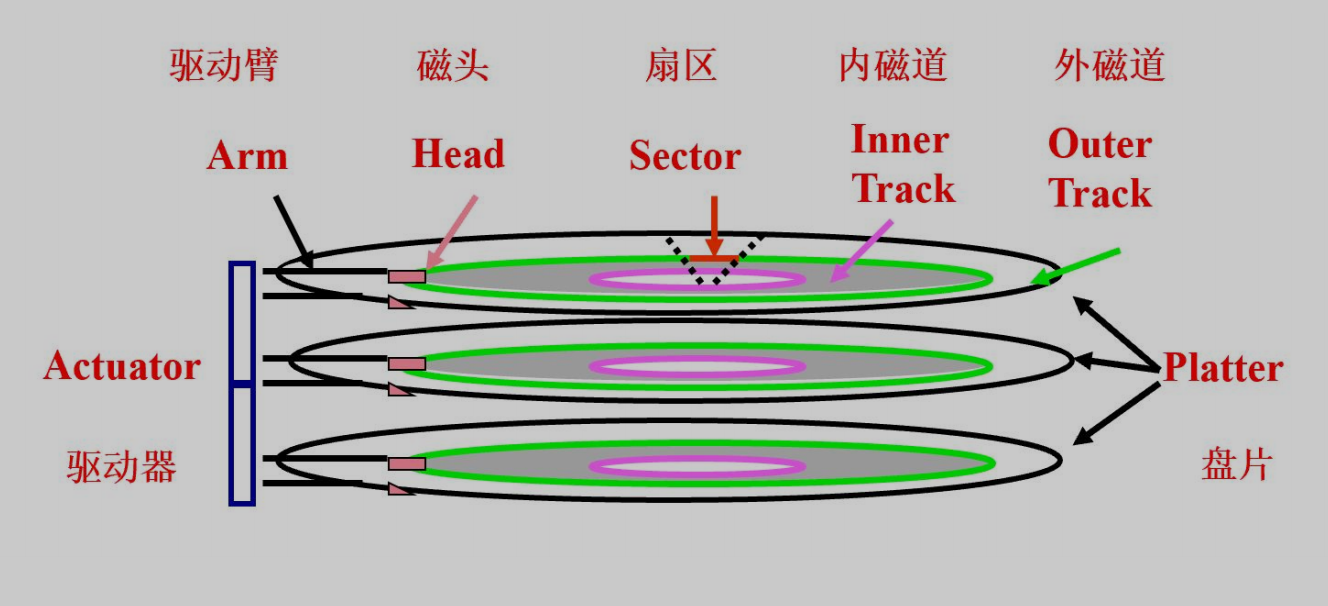 驱动臂
磁头
扇区
内磁道
外磁道
Arm
Head
Sector
Inner
Track
Outer
Track
Actuator
Platter
驱动器
盘片